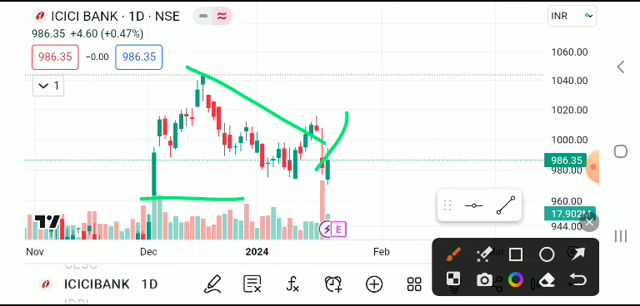 ICICI BANK · 1D · NSE
INR
986.35 +4.60 (+0.47%)
986.35 −0.00 986.35
1
1060.00
1040.00
1020.00
1000.00
986.35
980.00
960.00
17.902M
944.00
E
Nov Dec 2024 Feb
ICICIBANK 1D